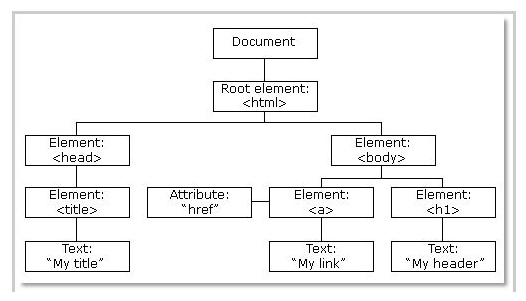 Document
Root element:
<html>
Element:
<head>
Element:
<body>
Element:
<title>
Attribute:
“href”
Element:
<a>
Element:
<h1>
Text:
“My title”
Text:
“My link”
Text:
“My header”